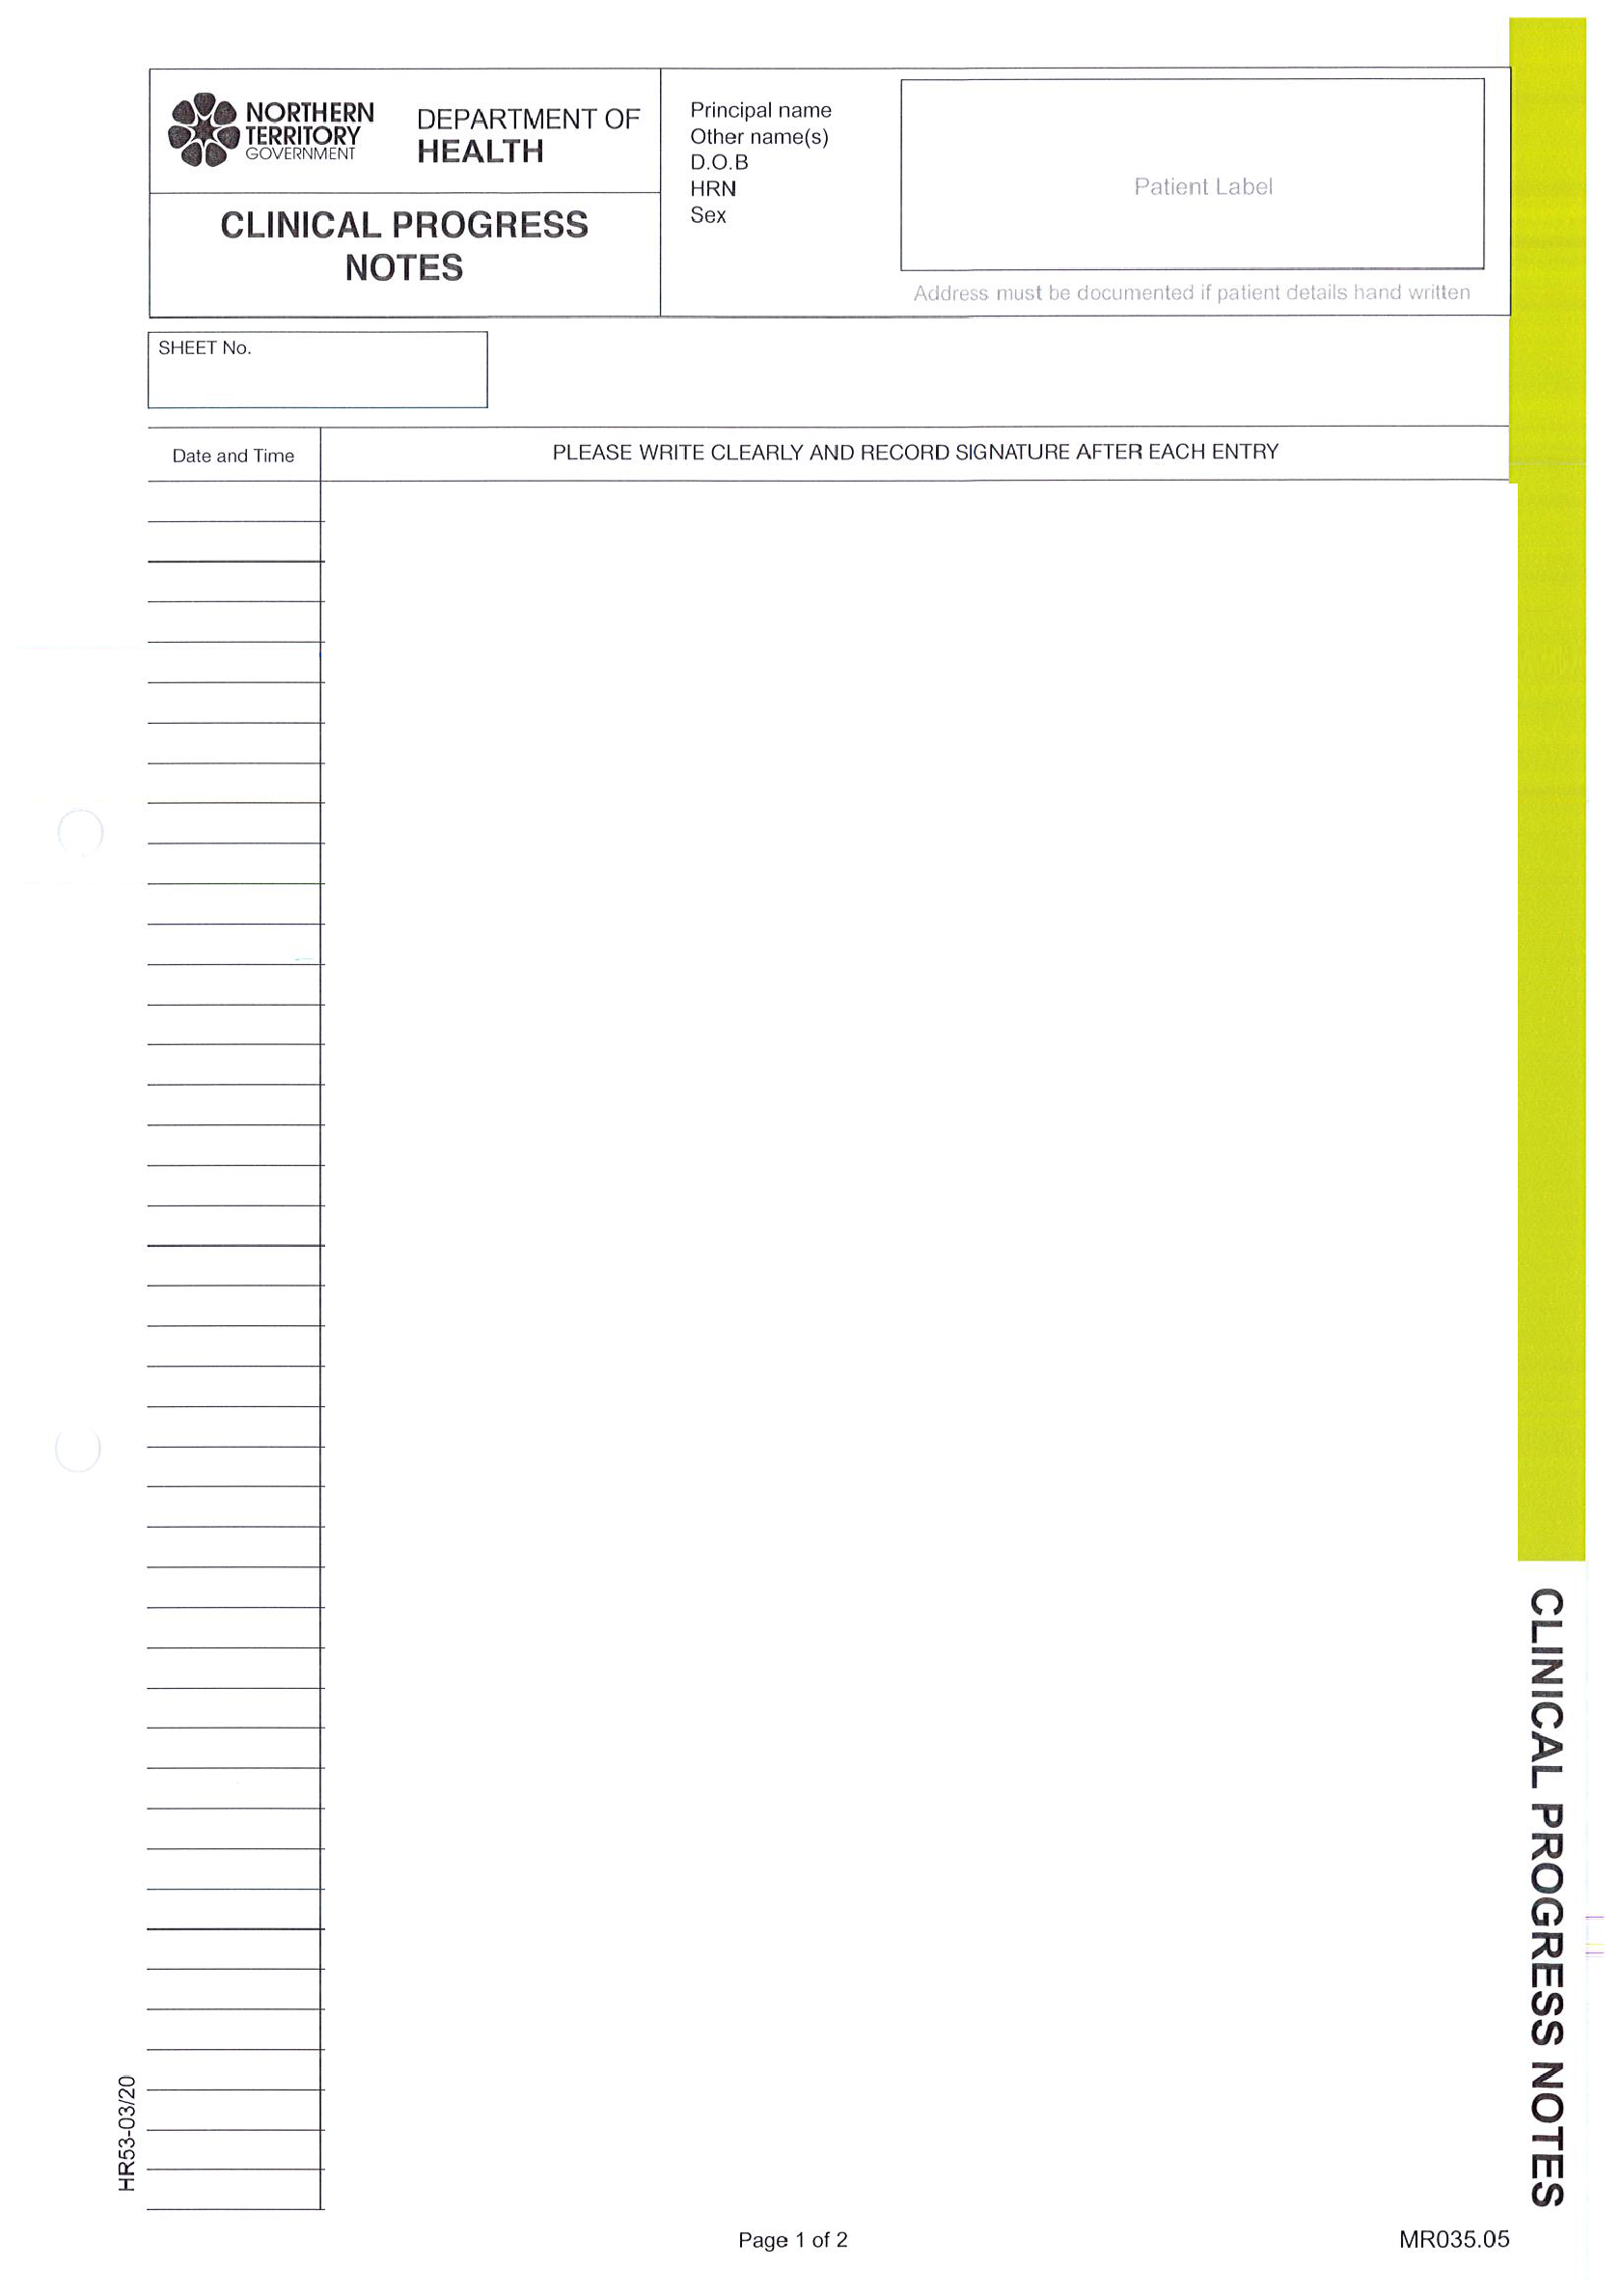 NORTHERN
TERRITORY
GOVERNMENT
DEPARTMENT OF
HEALTH
CLINICAL PROGRESS
NOTES
Principal name
Other name(s)
D.O.B
HRN
Sex
Patient Label
Address must be documented if patient details hand written
SHEET No.
Date and Time
PLEASE WRITE CLEARLY AND RECORD SIGNATURE AFTER EACH ENTRY
CLINICAL PROGRESS NOTES
HR53-03/20
Page 1 of 2
MR035.05